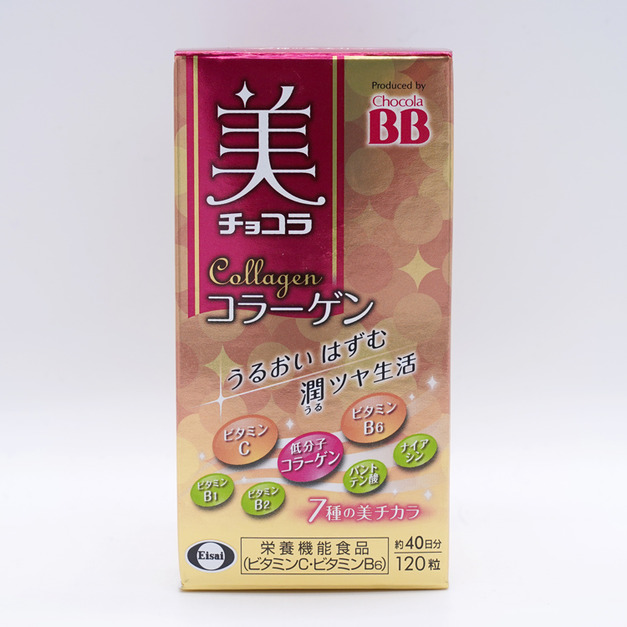 美
チョコラ
Produced by
Chocola
BB
Collagen
コラーゲン
うるおい はずむ
潤ツヤ生活
うる
ビタミン
C
低分子
コラーゲン
ビタミン
B6
ビタミン
B1
ビタミン
B2
パント
テン酸
ナイア
シン
7種の美チカラ
Eisai
栄養機能食品
(ビタミンC・ビタミンB6)
約40日分
120粒